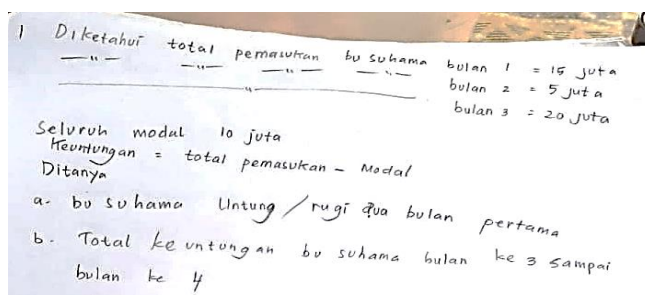 1 Diketahui total pemasukan bu suhama bulan 1 = 15 juta
—"— —"— —"— —"— bulan 2 = 5 juta
—"— bulan 3 = 20 juta
Seluruh modal 10 juta
Keuntungan = total pemasukan - Modal
Ditanya
a. bu suhama Untung / rugi dua bulan pertama
b. Total keuntungan bu suhama bulan ke 3 sampai
bulan ke 4